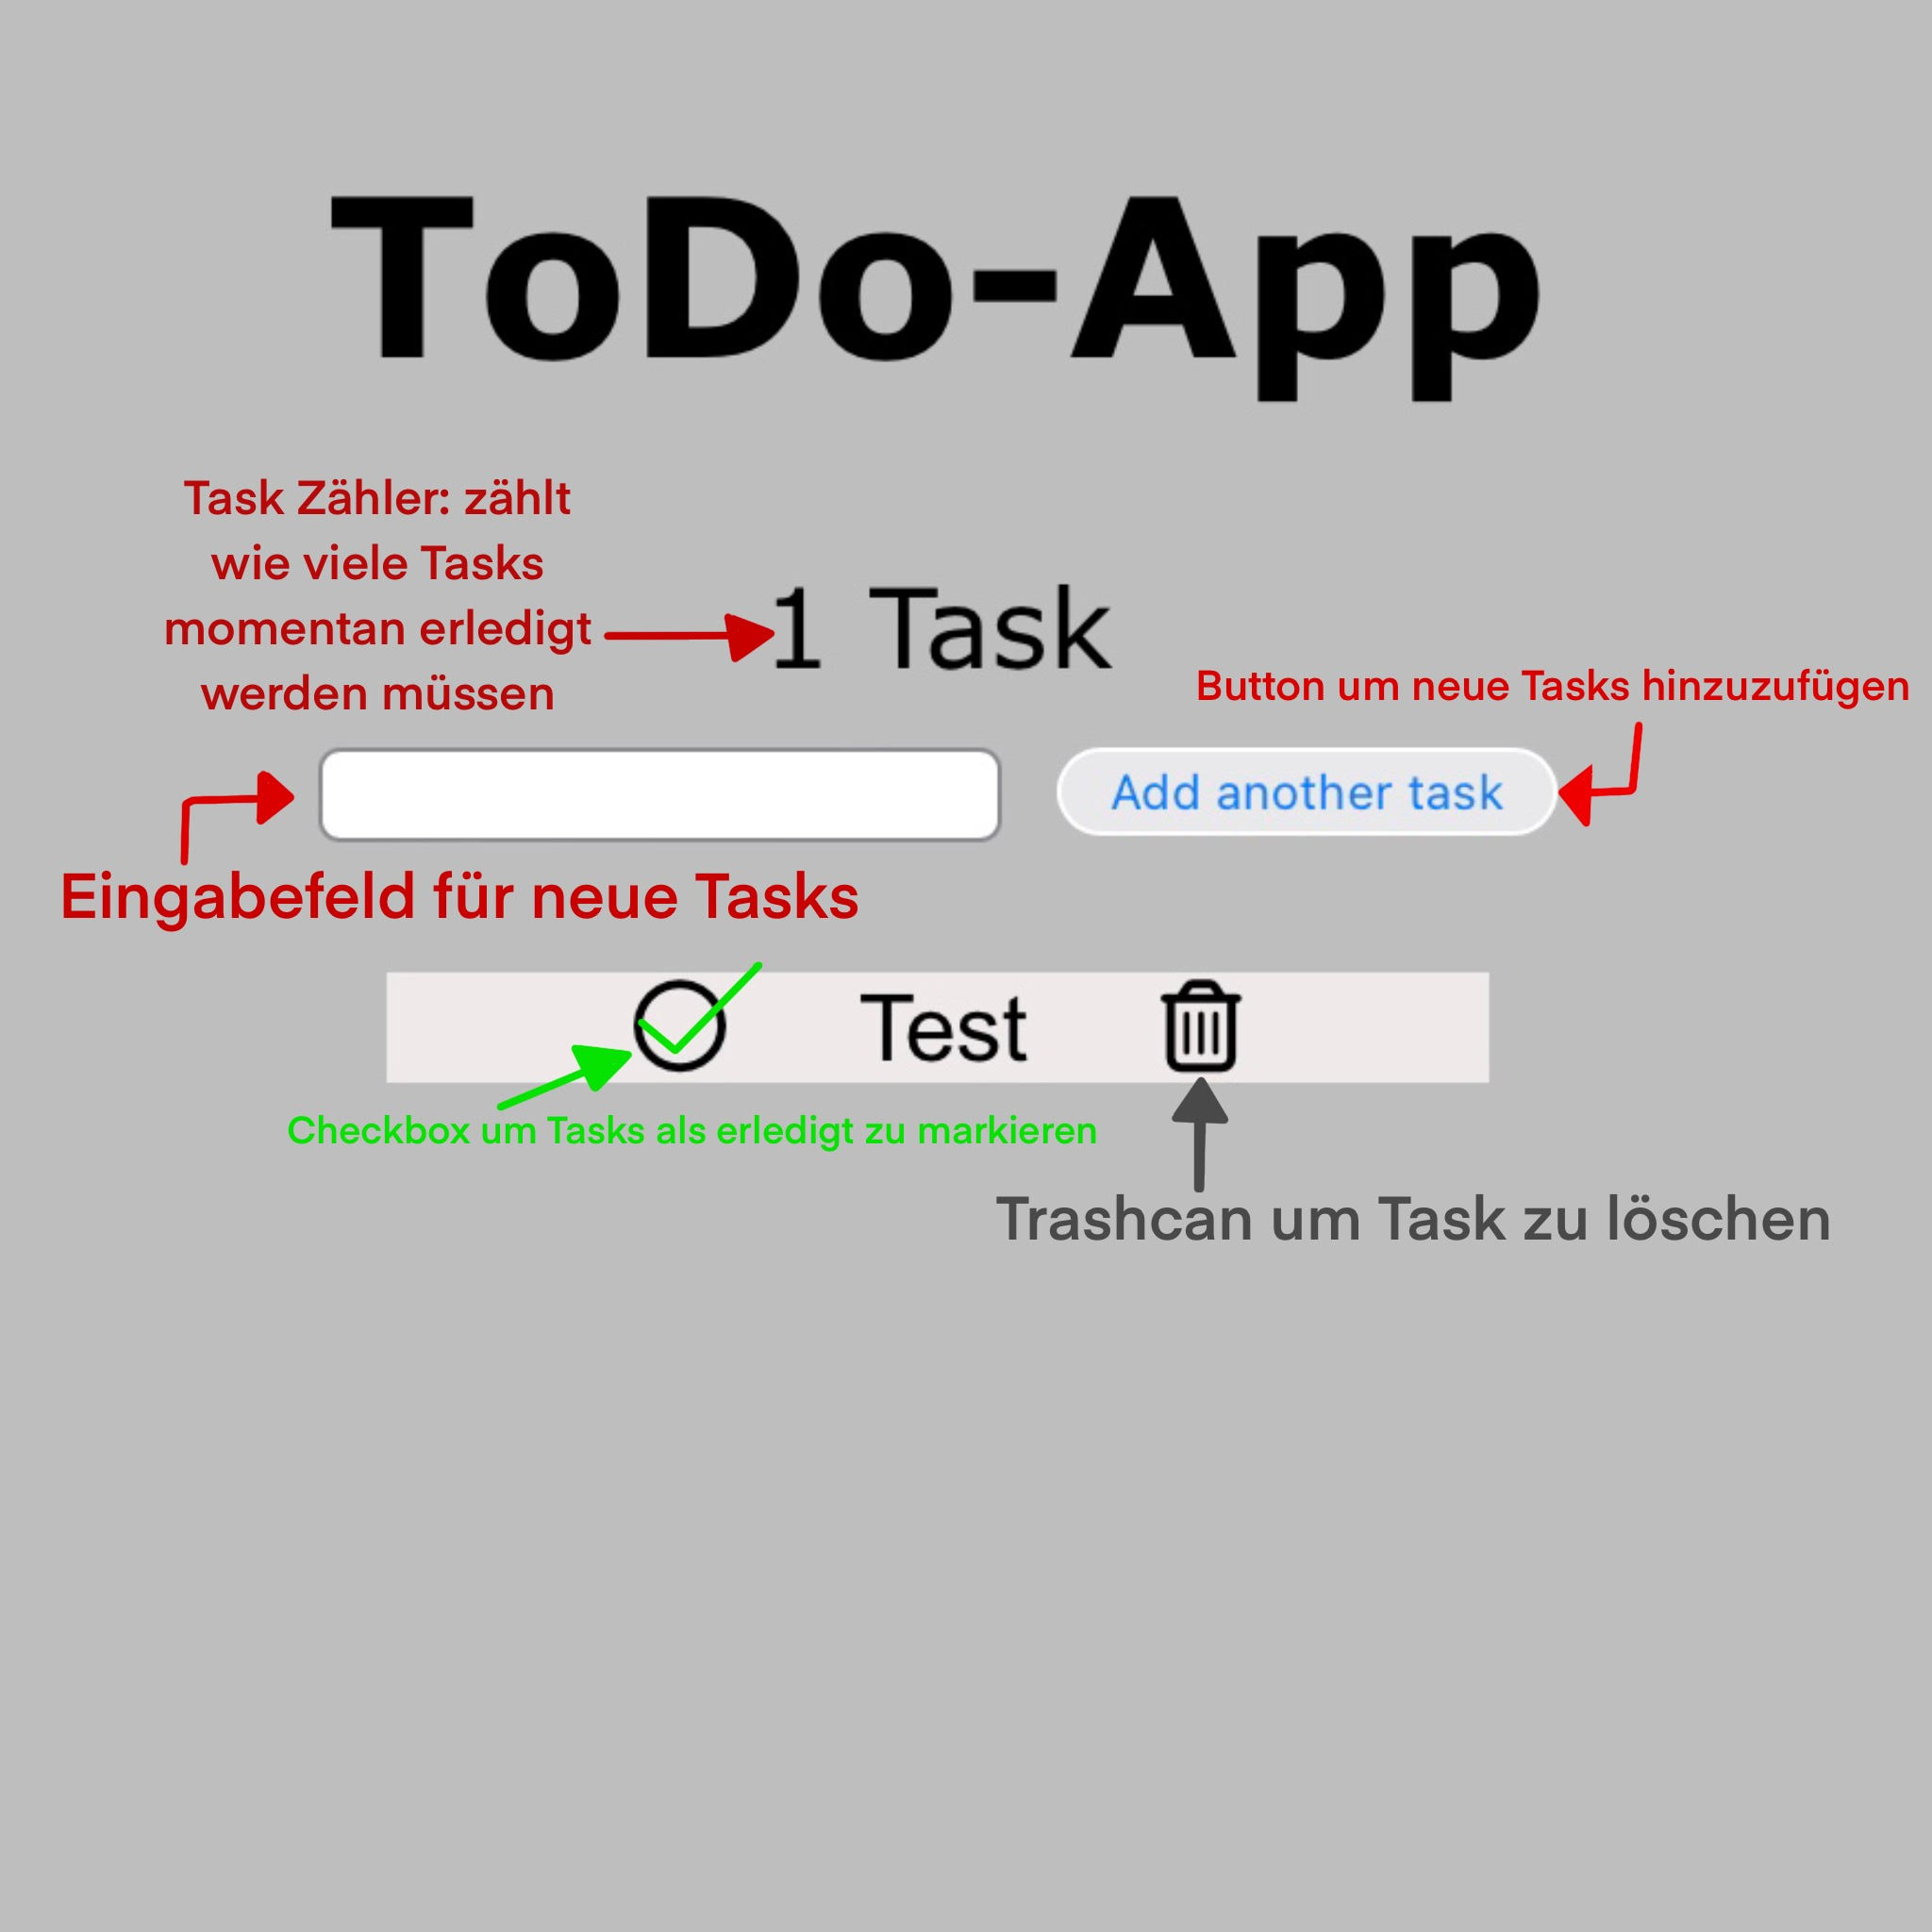 ToDo-App
Task Zähler: zählt
wie viele Tasks
momentan erledigt
werden müssen
1 Task
Button um neue Tasks hinzuzufügen
Add another task
Eingabefeld für neue Tasks
Test
Checkbox um Tasks als erledigt zu markieren
Trashcan um Task zu löschen